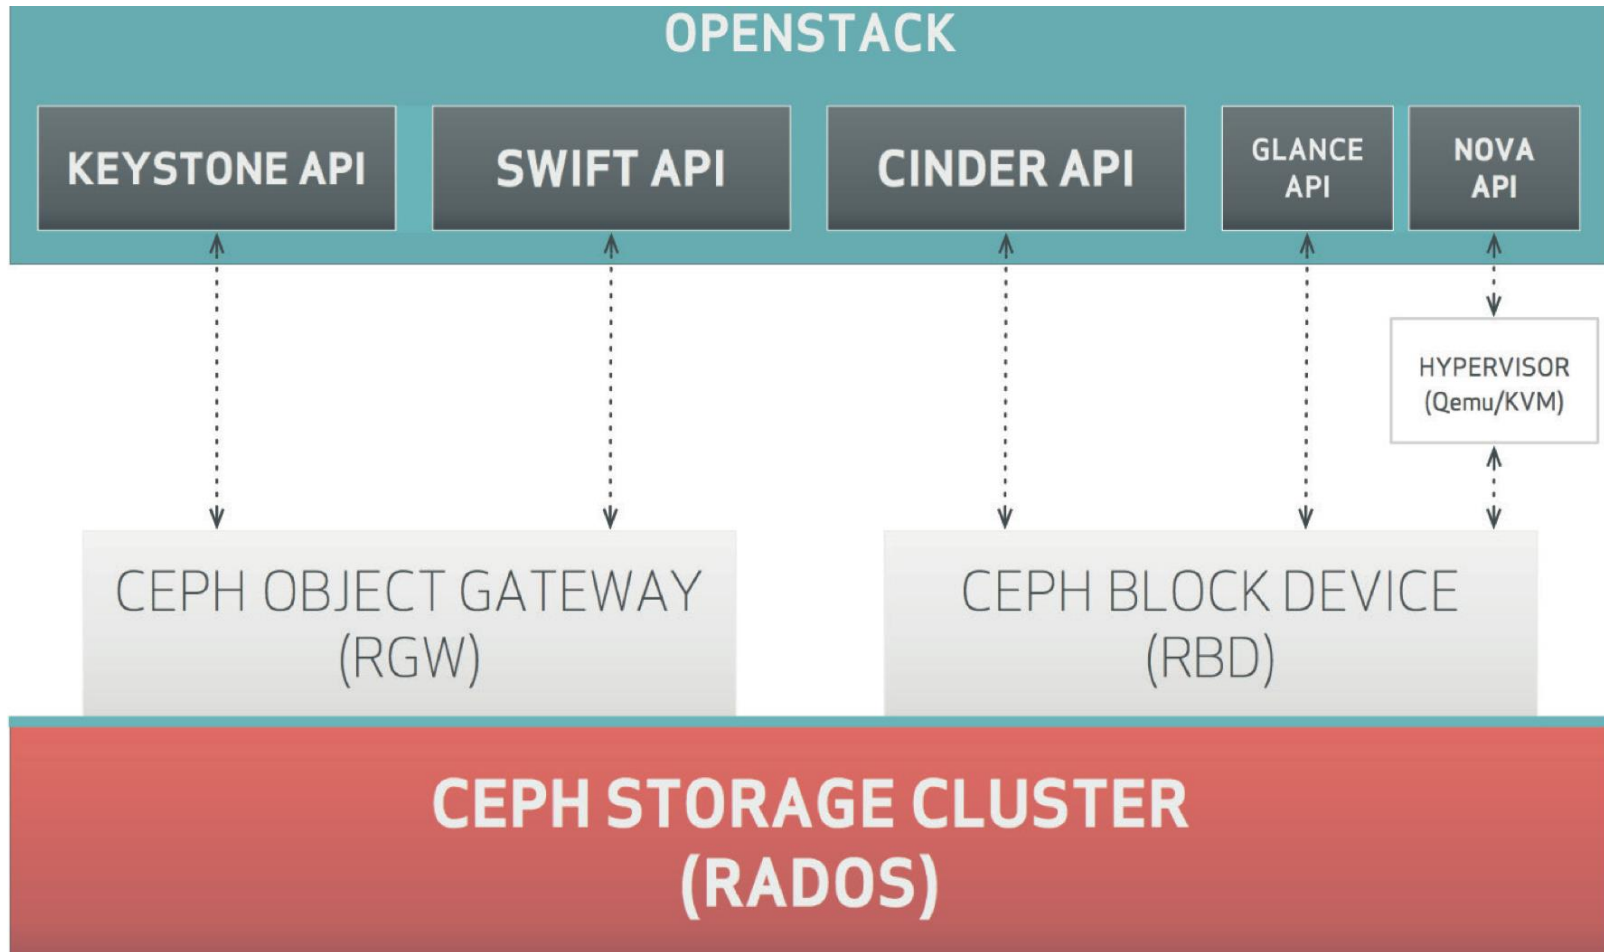 OPENSTACK
KEYSTONE API
SWIFT API
CINDER API
GLANCE
API
NOVA
API
HYPERVISOR
(Qemu/KVM)
CEPH OBJECT GATEWAY
(RGW)
CEPH BLOCK DEVICE
(RBD)
CEPH STORAGE CLUSTER
(RADOS)